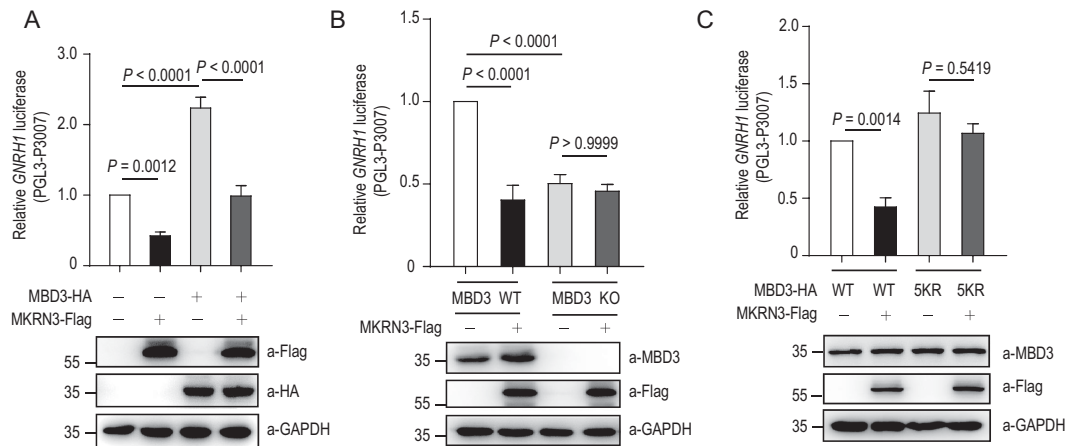 A
Relative GNRH1 luciferase
(PGL3-P3007)
3.0
2.0
1.0
0
P < 0.0001
P < 0.0001
P = 0.0012
MBD3-HA – – + +
MKRN3-Flag – + – +
55
a-Flag
35
a-HA
35
a-GAPDH
B
Relative GNRH1 luciferase
(PGL3-P3007)
1.5
1.0
0.5
0
P < 0.0001
P < 0.0001
P > 0.9999
MBD3 WT MBD3 KO
MKRN3-Flag – + – +
35
a-MBD3
55
a-Flag
35
a-GAPDH
C
Relative GNRH1 luciferase
(PGL3-P3007)
2.0
1.5
1.0
0.5
0
P = 0.5419
P = 0.0014
MBD3-HA WT WT 5KR 5KR
MKRN3-Flag – + – +
35
a-MBD3
55
a-Flag
35
a-GAPDH